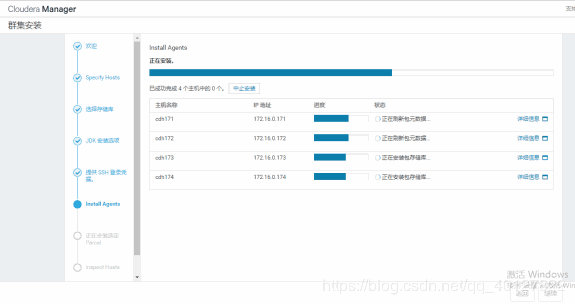 Cloudera Manager
支持
群集安装
欢迎
Specify Hosts
选择存储库
JDK 安装选项
提供 SSH 登录凭据。
Install Agents
正在安装选定 Parcel
Inspect Hosts
Install Agents
正在安装。
已成功完成 4 个主机中的 0 个。 中止安装
主机名称 IP 地址 进度 状态
cdh171 172.16.0.171 正在刷新包元数据... 详细信息
cdh172 172.16.0.172 正在刷新包元数据... 详细信息
cdh173 172.16.0.173 正在安装包存储库... 详细信息
cdh174 172.16.0.174 正在安装包存储库... 详细信息
激活 Windows
返回 继续